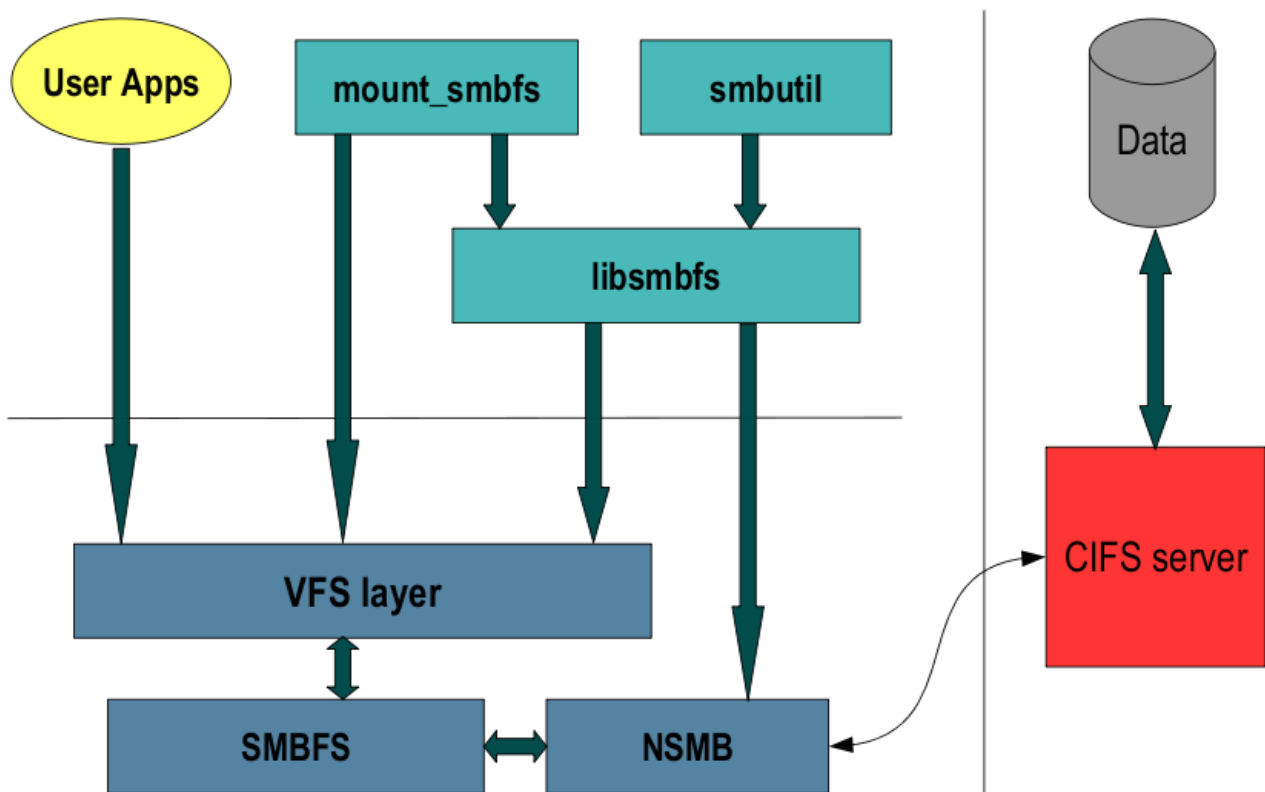 User Apps
mount_smbfs
smbutil
Data
libsmbfs
CIFS server
VFS layer
SMBFS
NSMB